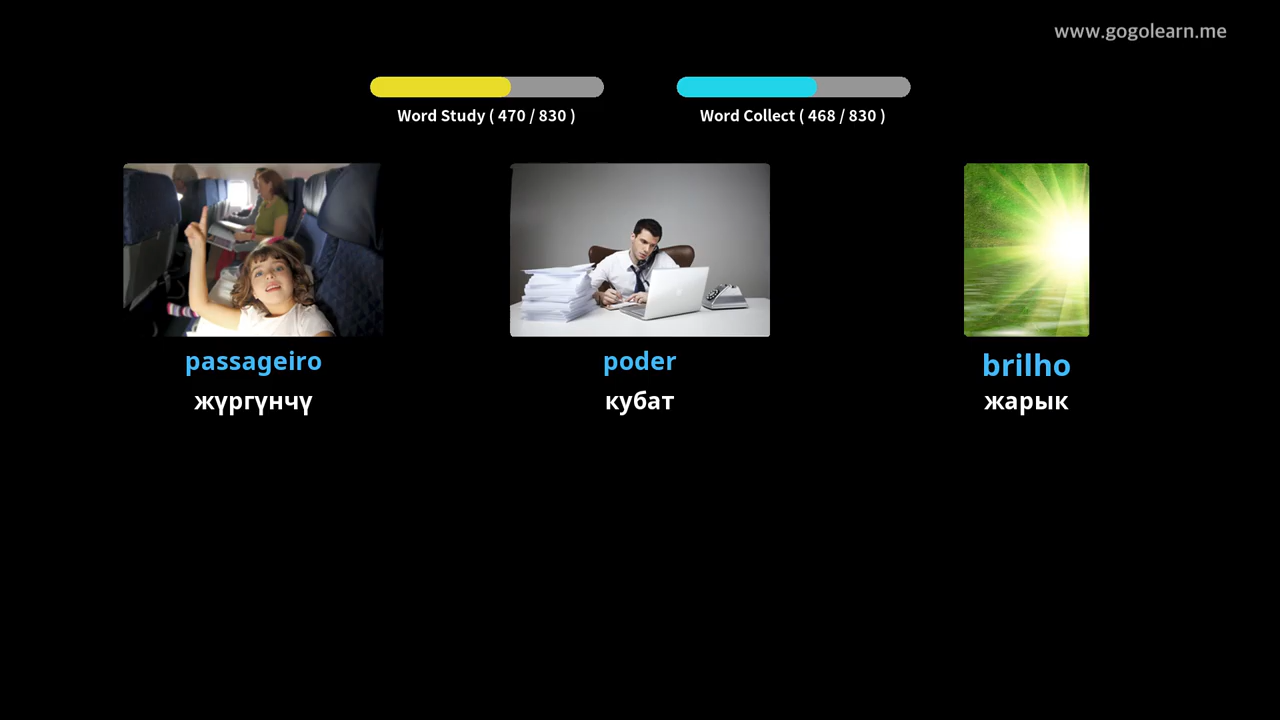 www.gogolearn.me
Word Study ( 470 / 830 )
Word Collect ( 468 / 830 )
passageiro
жүргүнчү
poder
кубат
brilho
жарык